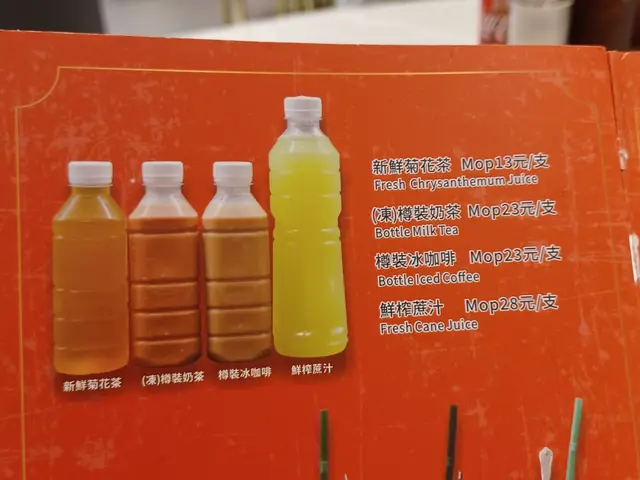 新鮮菊花茶 Mop13元/支
Fresh Chrysanthemum Juice
(凍)樽裝奶茶 Mop23元/支
Bottle Milk Tea
樽裝冰咖啡 Mop23元/支
Bottle Iced Coffee
鮮榨蔗汁 Mop28元/支
Fresh Cane Juice
新鮮菊花茶 (凍)樽裝奶茶 樽裝冰咖啡 鮮榨蔗汁